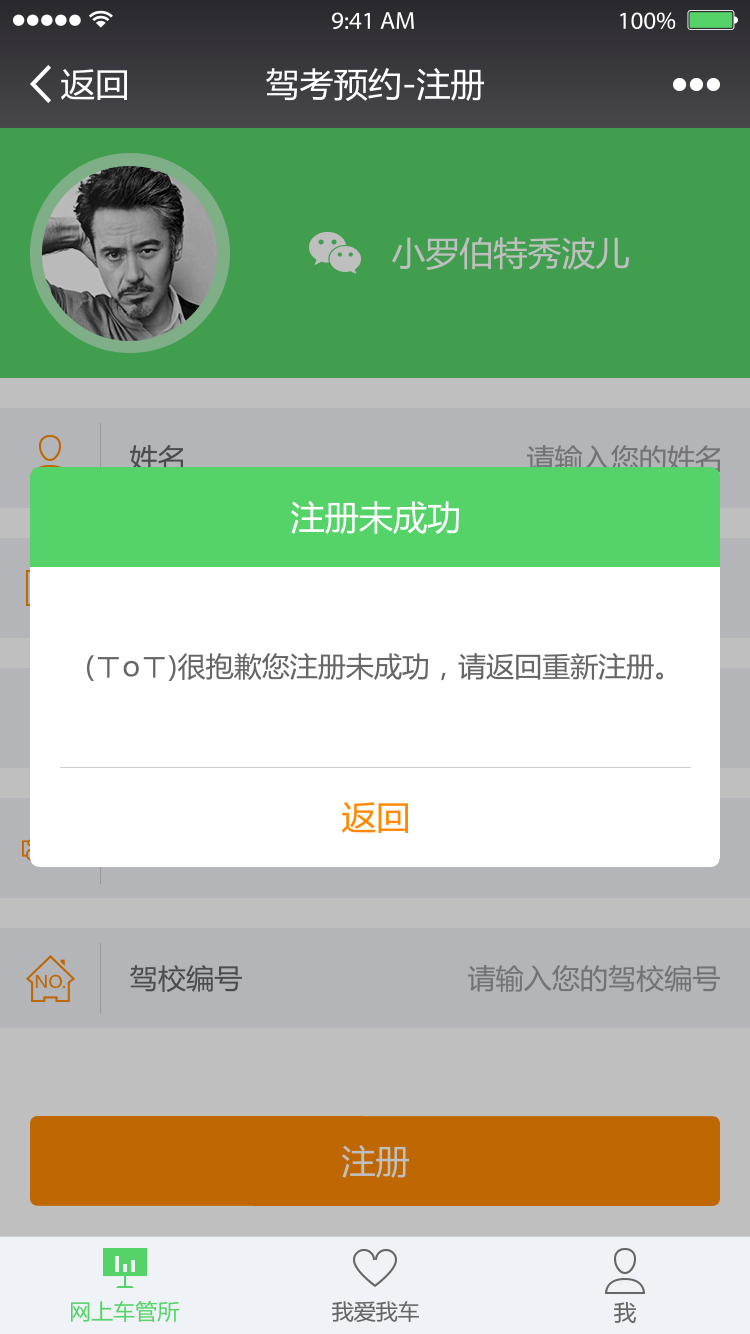 9:41 AM 100%
返回 驾考预约-注册
小罗伯特秀波儿
姓名 请输入您的姓名
注册未成功
(ㄒoㄒ)很抱歉您注册未成功，请返回重新注册。
返回
NO. 驾校编号 请输入您的驾校编号
注册
网上车管所 我爱我车 我